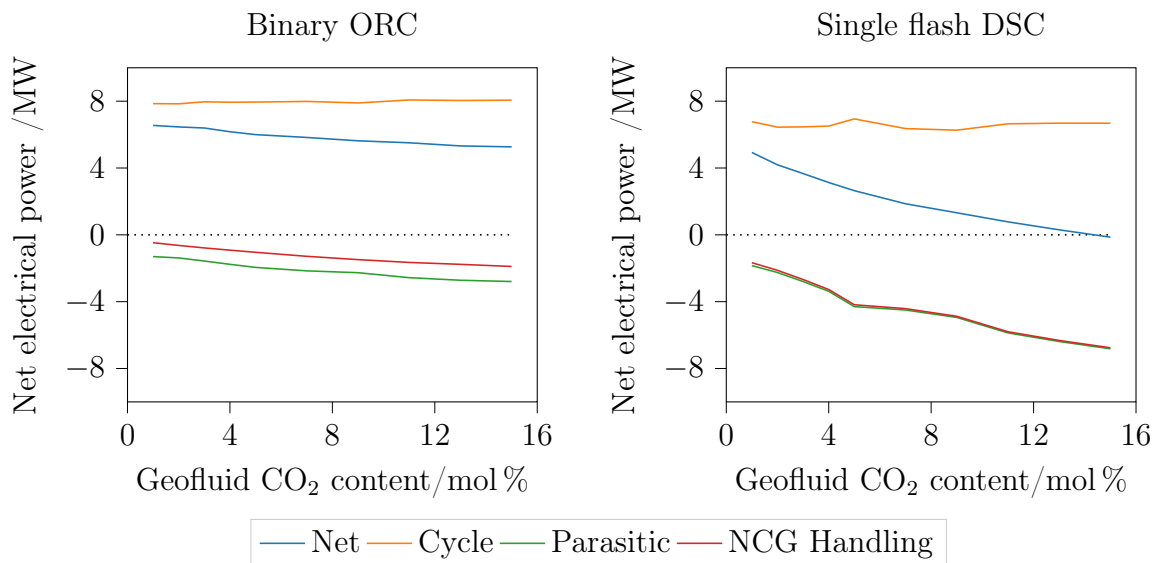 Binary ORC
Net electrical power /MW
8
4
0
−4
−8
0 4 8 12 16
Geofluid CO₂ content/mol %
Single flash DSC
Net electrical power /MW
8
4
0
−4
−8
0 4 8 12 16
Geofluid CO₂ content/mol %
Net Cycle Parasitic NCG Handling